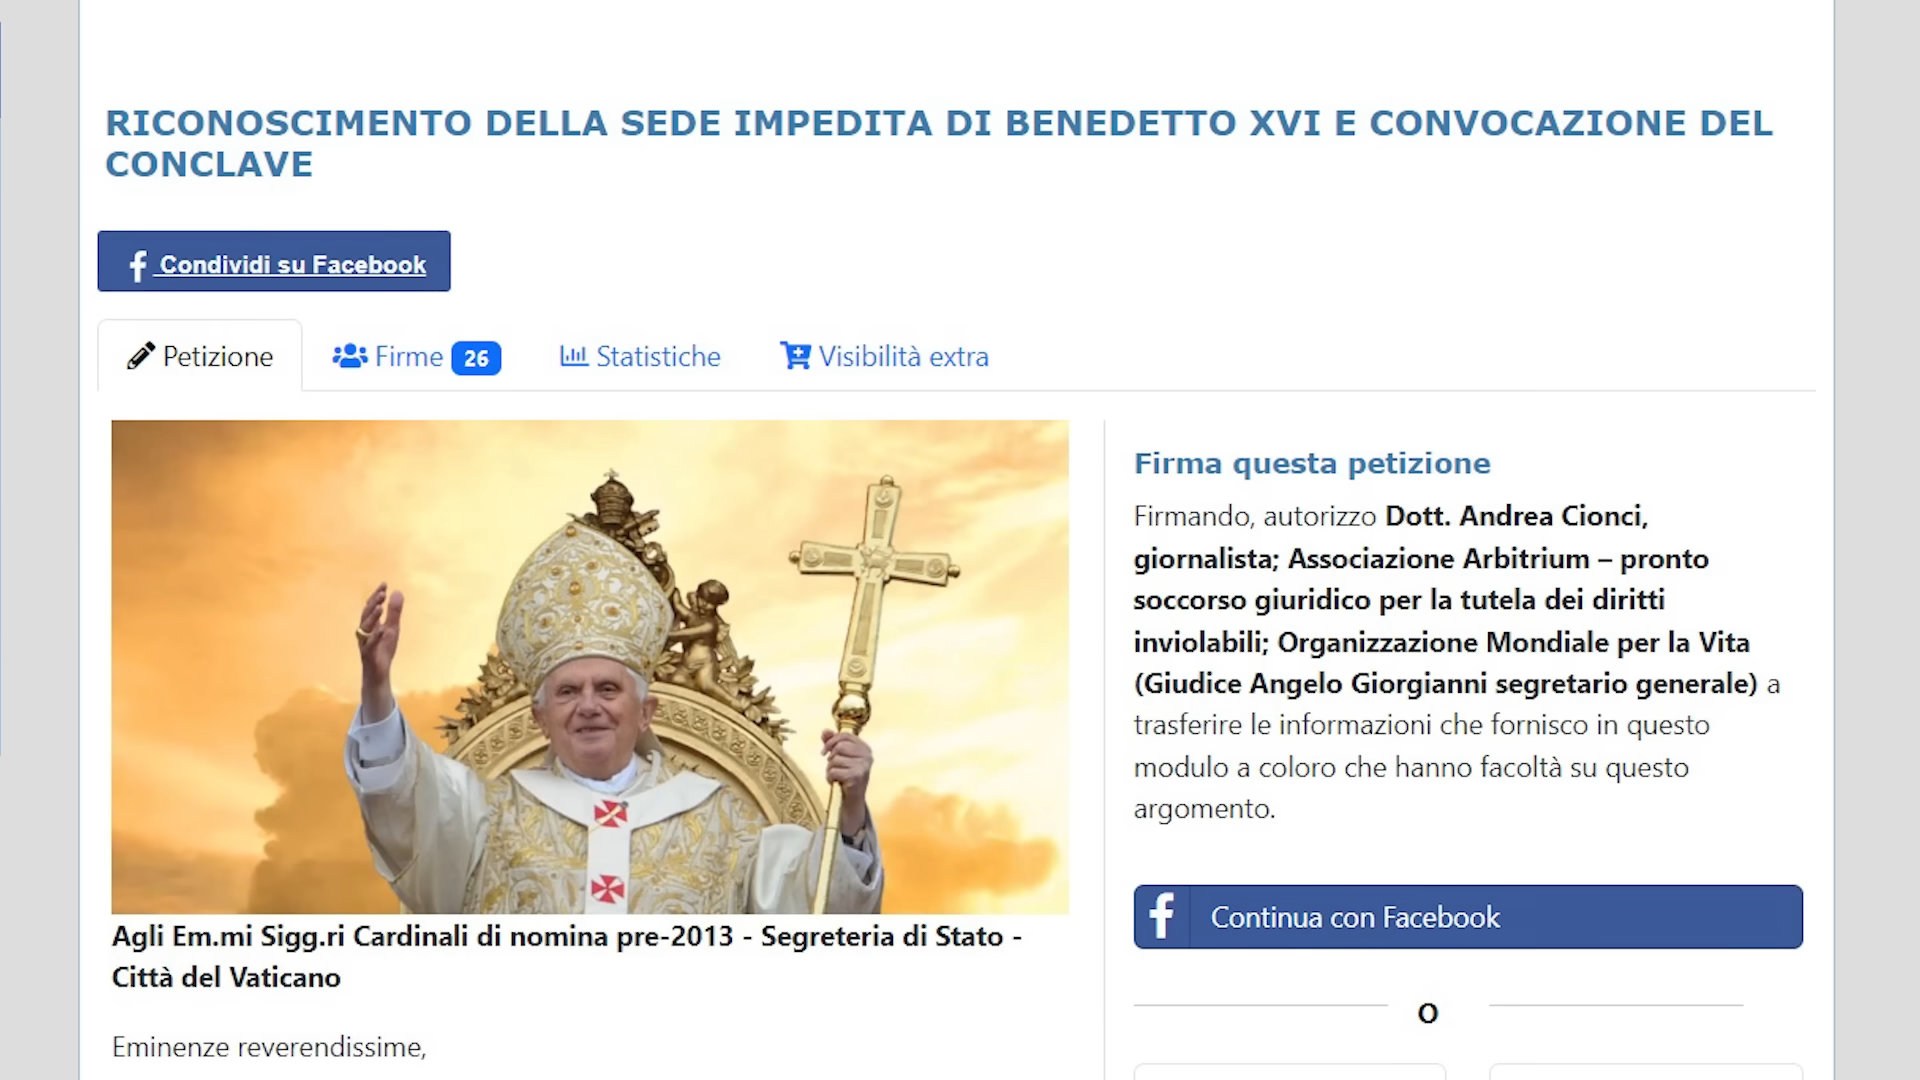 RICONOSCIMENTO DELLA SEDE IMPEDITA DI BENEDETTO XVI E CONVOCAZIONE DEL
CONCLAVE
Condividi su Facebook
Petizione
Firme 26
Statistiche
Visibilità extra
Agli Em.mi Sigg.ri Cardinali di nomina pre-2013 - Segreteria di Stato -
Città del Vaticano
Eminenze reverendissime,
Firma questa petizione
Firmando, autorizzo Dott. Andrea Cionci,
giornalista; Associazione Arbitrium – pronto
soccorso giuridico per la tutela dei diritti
inviolabili; Organizzazione Mondiale per la Vita
(Giudice Angelo Giorgianni segretario generale) a
trasferire le informazioni che fornisco in questo
modulo a coloro che hanno facoltà su questo
argomento.
Continua con Facebook
O